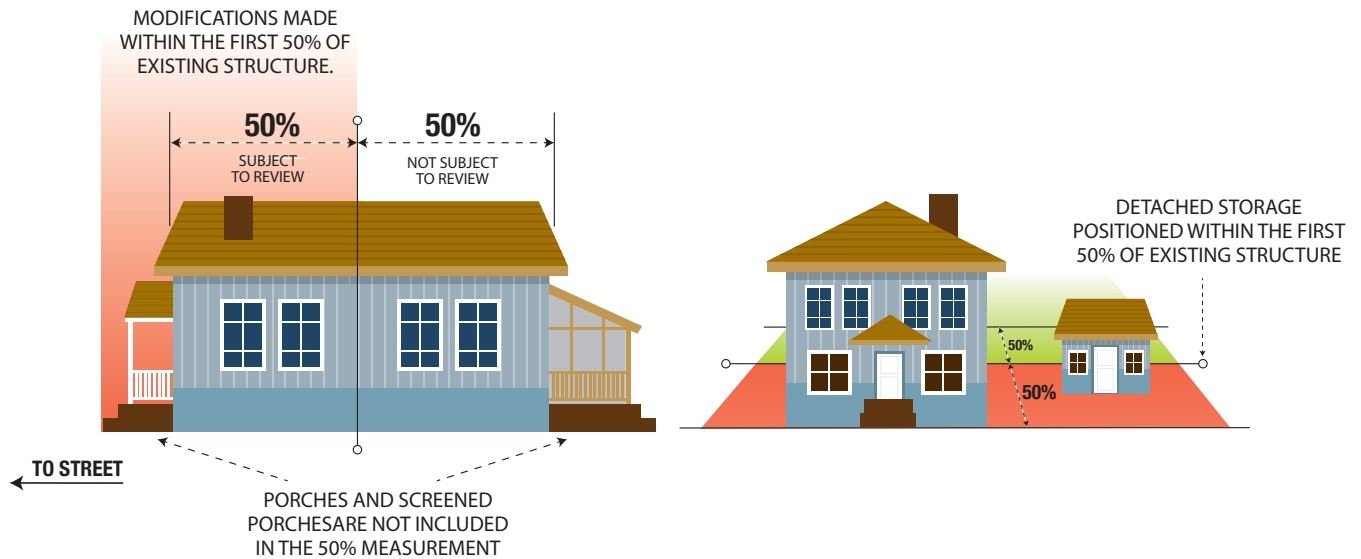 MODIFICATIONS MADE
WITHIN THE FIRST 50% OF
EXISTING STRUCTURE.
50%
50%
SUBJECT
TO REVIEW
NOT SUBJECT
TO REVIEW
TO STREET
PORCHES AND SCREENED
PORCHESARE NOT INCLUDED
IN THE 50% MEASUREMENT
DETACHED STORAGE
POSITIONED WITHIN THE FIRST
50% OF EXISTING STRUCTURE
50%
50%